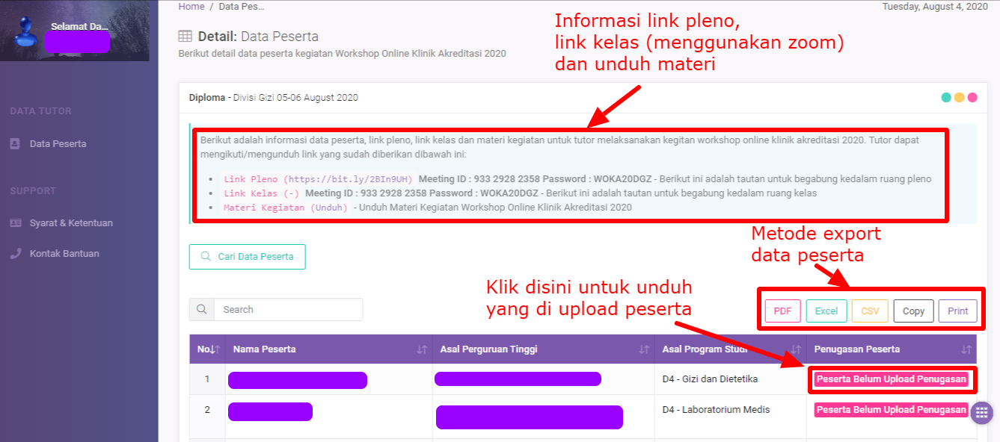 Selamat Da...
DATA TUTOR
Data Peserta
SUPPORT
Syarat & Ketentuan
Kontak Bantuan
Home / Data Pes...
Tuesday, August 4, 2020
Detail: Data Peserta
Berikut detail data peserta kegiatan Workshop Online Klinik Akreditasi 2020
Informasi link pleno,
link kelas (menggunakan zoom)
dan unduh materi
Diploma - Divisi Gizi 05-06 August 2020
Berikut adalah informasi data peserta, link pleno, link kelas dan materi kegiatan untuk tutor melaksanakan kegitan workshop online klinik akreditasi 2020. Tutor dapat
mengikuti/mengunduh link yang sudah diberikan dibawah ini:
Link Pleno (https://bit.ly/2BIn9UH) Meeting ID : 933 2928 2358 Password : WOKA20DGZ - Berikut ini adalah tautan untuk begabung kedalam ruang pleno
Link Kelas (-) Meeting ID : 933 2928 2358 Password : WOKA20DGZ - Berikut ini adalah tautan untuk begabung kedalam ruang kelas
Materi Kegiatan (Unduh) - Unduh Materi Kegiatan Workshop Online Klinik Akreditasi 2020
Metode export
data peserta
Cari Data Peserta
Klik disini untuk unduh
yang di upload peserta
Search
PDF Excel CSV Copy Print
No Nama Peserta Asal Perguruan Tinggi Asal Program Studi Penugasan Peserta
1 D4 - Gizi dan Dietetika Peserta Belum Upload Penugasan
2 D4 - Laboratorium Medis Peserta Belum Upload Penugasan